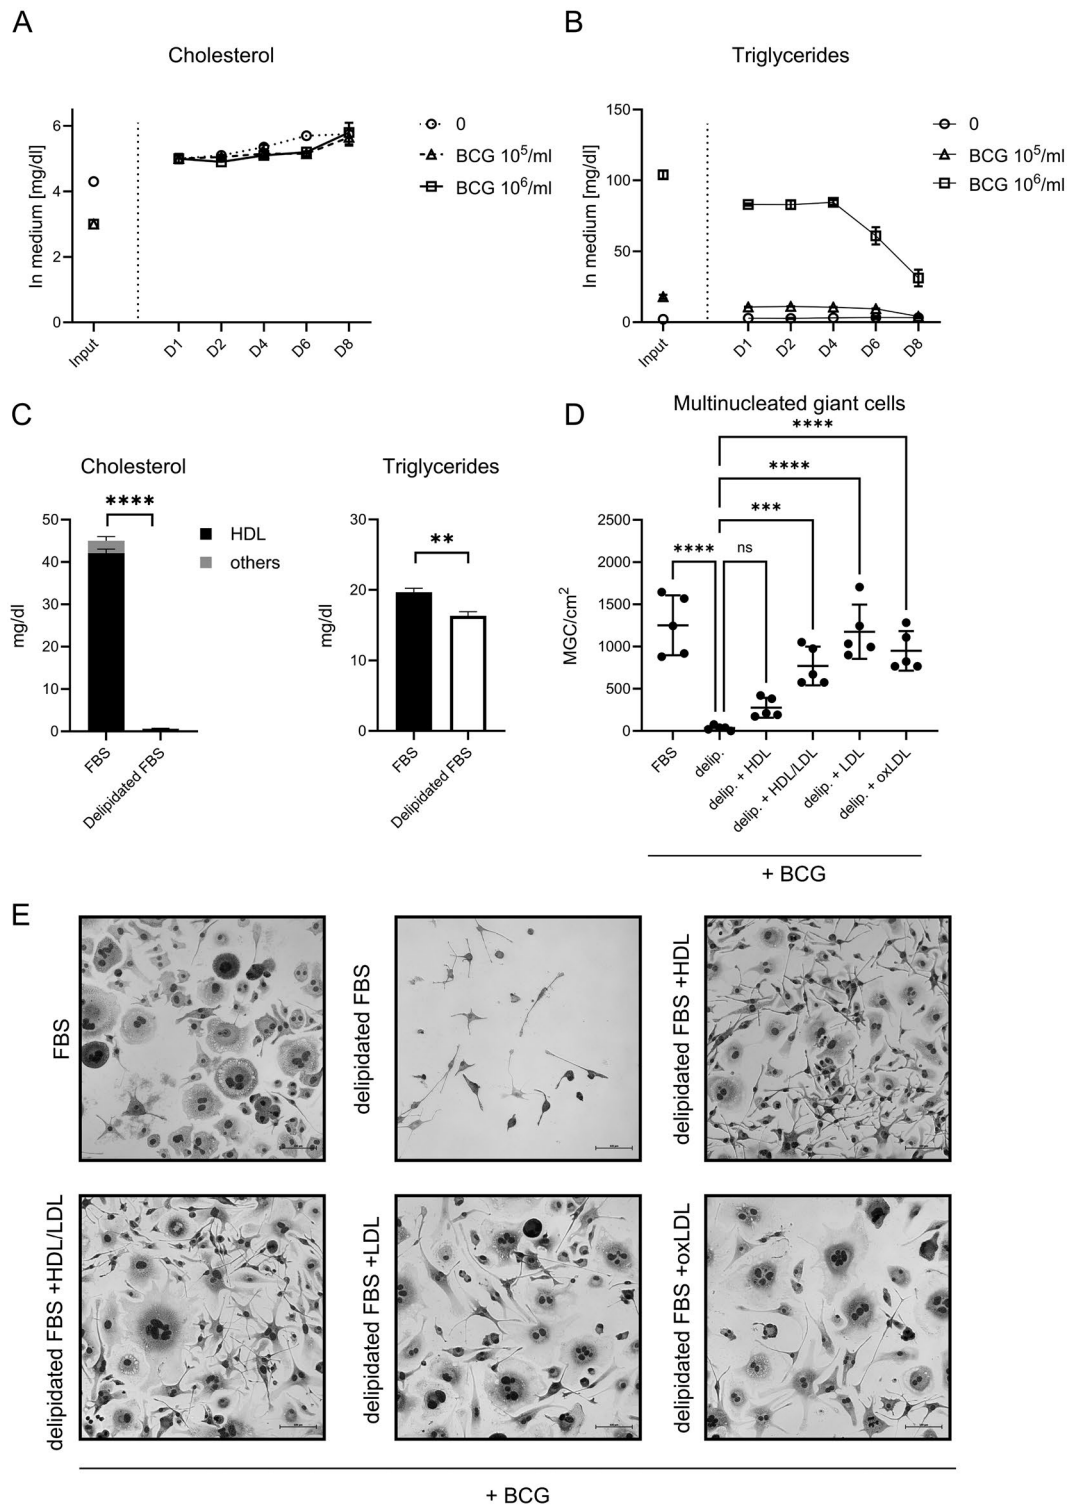 A
Cholesterol
In medium [mg/dl]
6
4
2
0
Input
D1
D2
D4
D6
D8
0
BCG 10⁵/ml
BCG 10⁶/ml
B
Triglycerides
In medium [mg/dl]
150
100
50
0
Input
D1
D2
D4
D6
D8
0
BCG 10⁵/ml
BCG 10⁶/ml
C
Cholesterol
****
mg/dl
50
40
30
20
10
0
FBS
Delipidated FBS
HDL
others
Triglycerides
**
mg/dl
30
20
10
0
FBS
Delipidated FBS
D
Multinucleated giant cells
****
****
***
****
ns
MGC/cm²
2500
2000
1500
1000
500
0
FBS
delip.
delip. + HDL
delip. + HDL/LDL
delip. + LDL
delip. + oxLDL
+ BCG
E
FBS
delipidated FBS
delipidated FBS +HDL
delipidated FBS +HDL/LDL
delipidated FBS +LDL
delipidated FBS +oxLDL
+ BCG